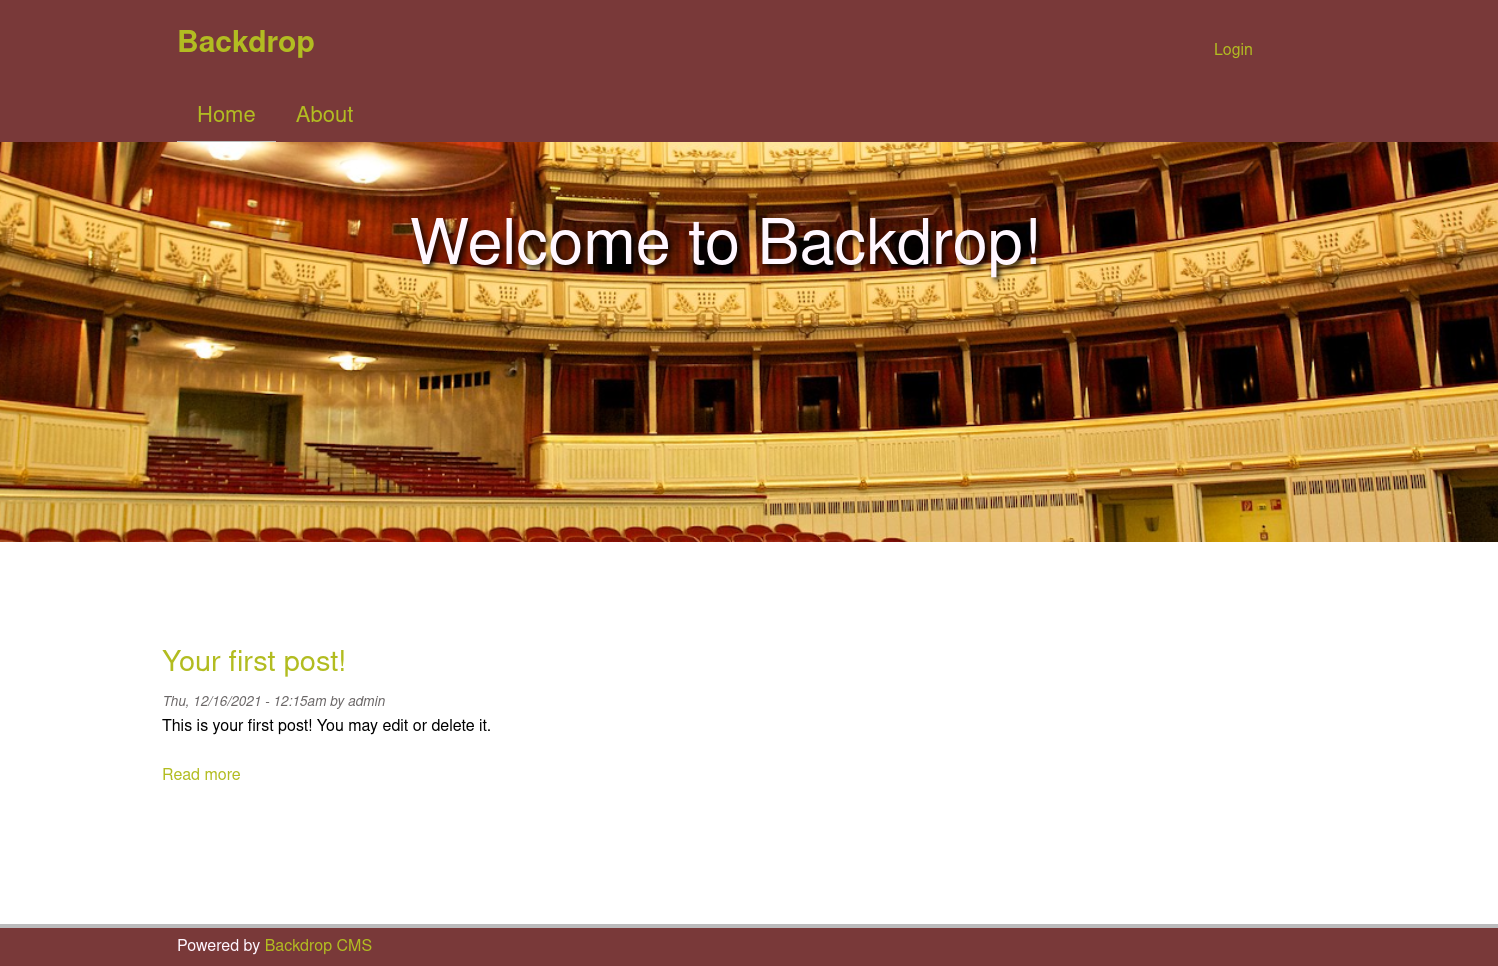 Backdrop
Login
Home About
Welcome to Backdrop!
Your first post!
Thu, 12/16/2021 - 12:15am by admin
This is your first post! You may edit or delete it.
Read more
Powered by Backdrop CMS